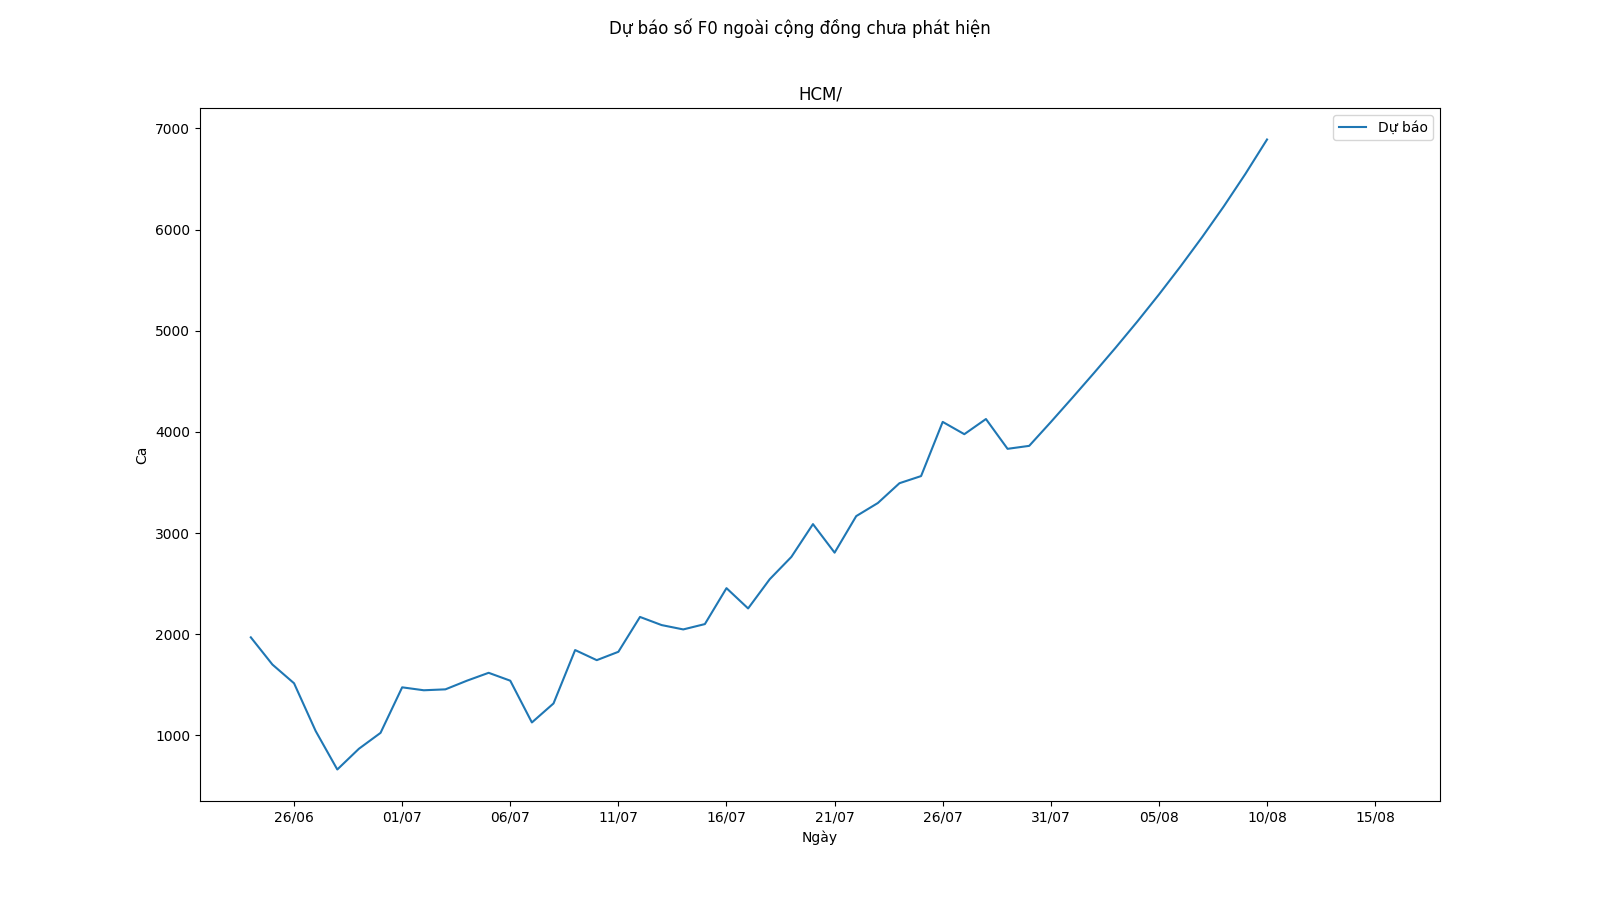 Dự báo số F0 ngoài cộng đồng chưa phát hiện
HCM/
Dự báo
7000
6000
5000
4000
3000
2000
1000
Ca
26/06 01/07 06/07 11/07 16/07 21/07 26/07 31/07 05/08 10/08 15/08
Ngày